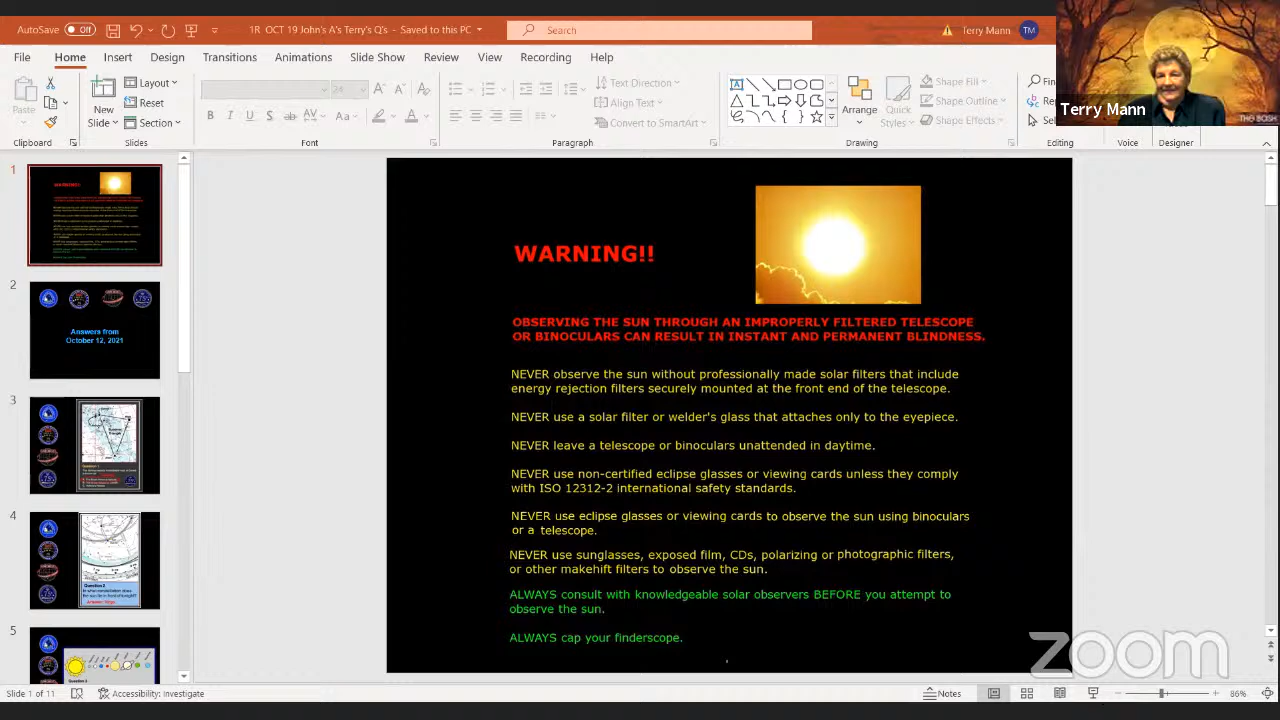 AutoSave Off
1R OCT 19 John's A's Terry's Q's - Saved to this PC
Search
Terry Mann TM
File Home Insert Design Transitions Animations Slide Show Review View Recording Help
Paste
New Slide
Layout
Reset
Section
Text Direction
Align Text
Convert to SmartArt
Arrange
Quick Styles
Shape Fill
Shape Outline
Shape Effects
Clipboard Slides Font Paragraph Drawing Editing Voice Designer
Terry Mann
1
WARNING!!
2
Answers from
October 12, 2021
3
4
Question 2
5
WARNING!!
OBSERVING THE SUN THROUGH AN IMPROPERLY FILTERED TELESCOPE
OR BINOCULARS CAN RESULT IN INSTANT AND PERMANENT BLINDNESS.
NEVER observe the sun without professionally made solar filters that include
energy rejection filters securely mounted at the front end of the telescope.
NEVER use a solar filter or welder's glass that attaches only to the eyepiece.
NEVER leave a telescope or binoculars unattended in daytime.
NEVER use non-certified eclipse glasses or viewing cards unless they comply
with ISO 12312-2 international safety standards.
NEVER use eclipse glasses or viewing cards to observe the sun using binoculars
or a telescope.
NEVER use sunglasses, exposed film, CDs, polarizing or photographic filters,
or other makehift filters to observe the sun.
ALWAYS consult with knowledgeable solar observers BEFORE you attempt to
observe the sun.
ALWAYS cap your finderscope.
zoom
Slide 1 of 11
Accessibility: Investigate
Notes
86%